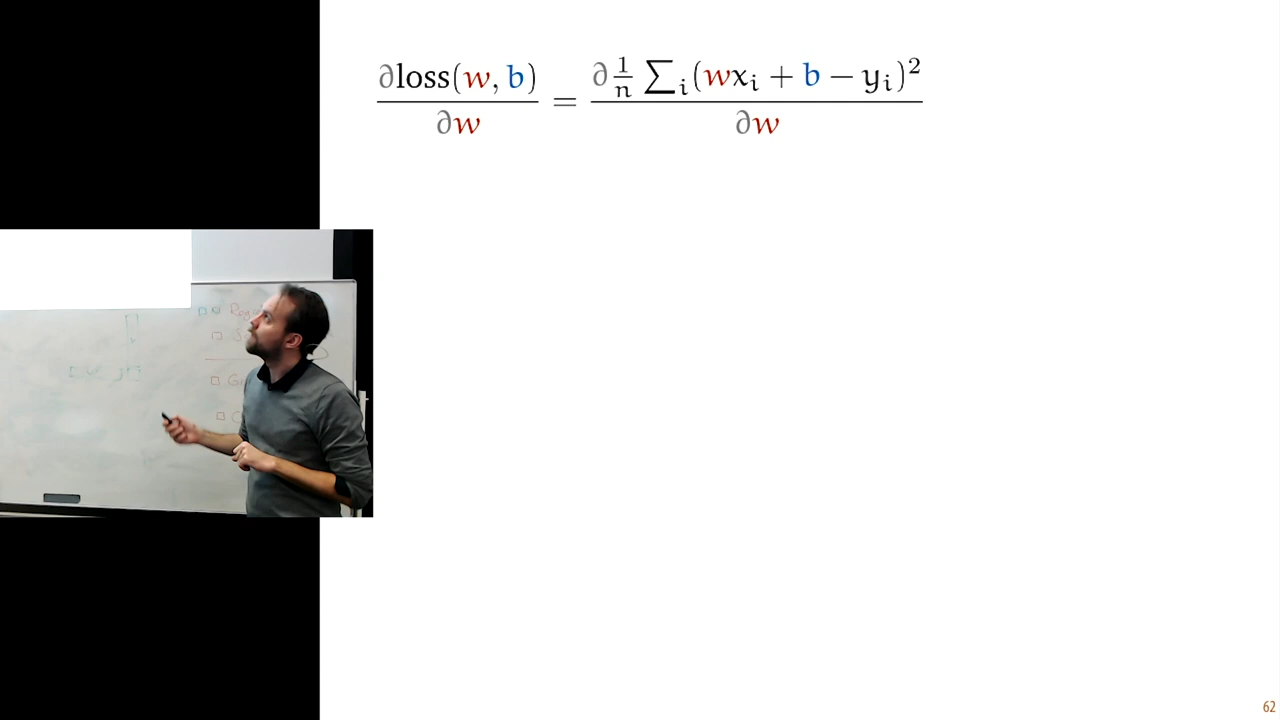 ∂loss(w, b) / ∂w = ∂ 1/n ∑ᵢ(wxᵢ + b − yᵢ)² / ∂w
62